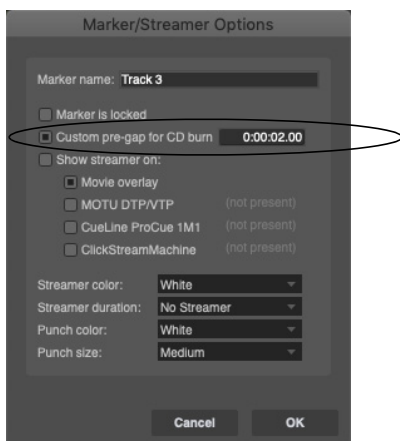 Marker/Streamer Options
Marker name: Track 3
Marker is locked
Custom pre-gap for CD burn 0:00:02.00
Show streamer on:
Movie overlay
MOTU DTP/VTP (not present)
CueLine ProCue 1M1 (not present)
ClickStreamMachine (not present)
Streamer color: White
Streamer duration: No Streamer
Punch color: White
Punch size: Medium
Cancel OK